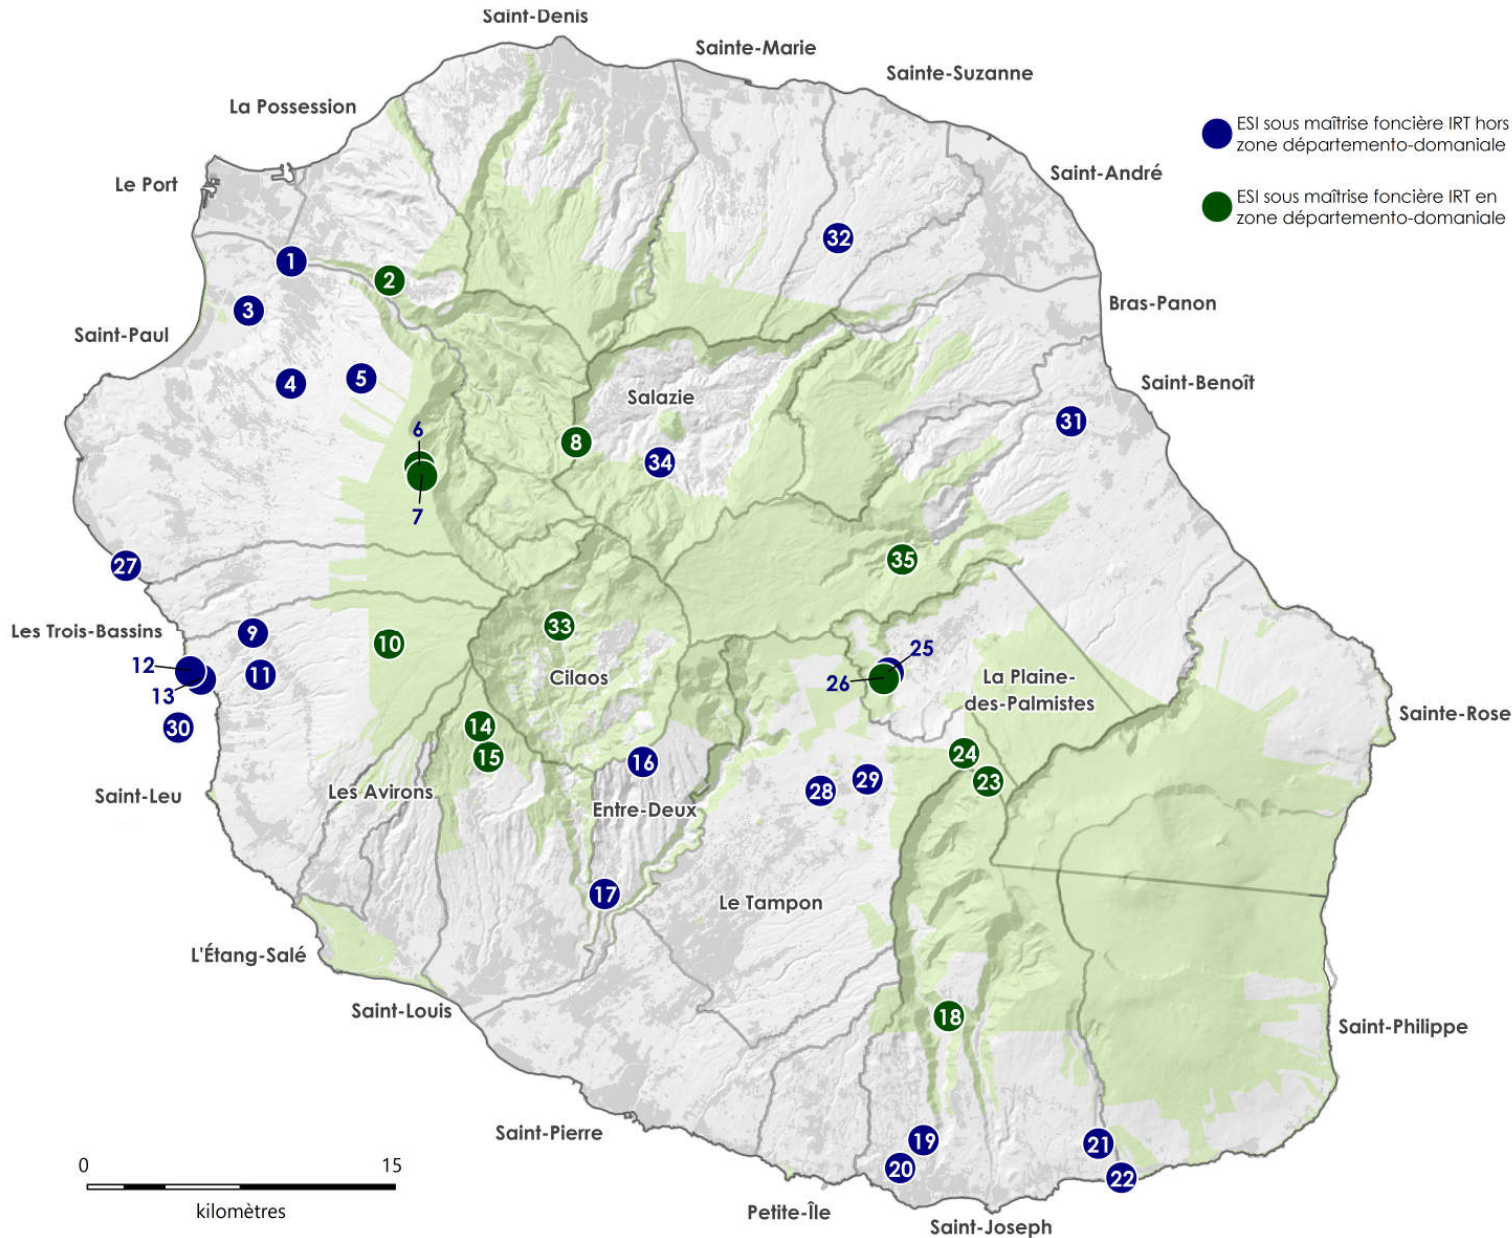 Saint-Denis
Sainte-Marie
Sainte-Suzanne
La Possession
ESI sous maîtrise foncière IRT hors
zone départemento-domaniale
Le Port
Saint-André
ESI sous maîtrise foncière IRT en
zone départemento-domaniale
32
1
2
3
Bras-Panon
Saint-Paul
4
5
Salazie
Saint-Benoît
6
8
31
34
7
27
35
Les Trois-Bassins
9
33
10
12
11
25
13
Cilaos
26
La Plaine-
des-Palmistes
30
14
Sainte-Rose
15
16
24
23
Saint-Leu
Les Avirons
28
29
Entre-Deux
17
Le Tampon
L'Étang-Salé
Saint-Louis
18
Saint-Philippe
Saint-Pierre
19
21
20
22
0
15
kilomètres
Petite-Île
Saint-Joseph